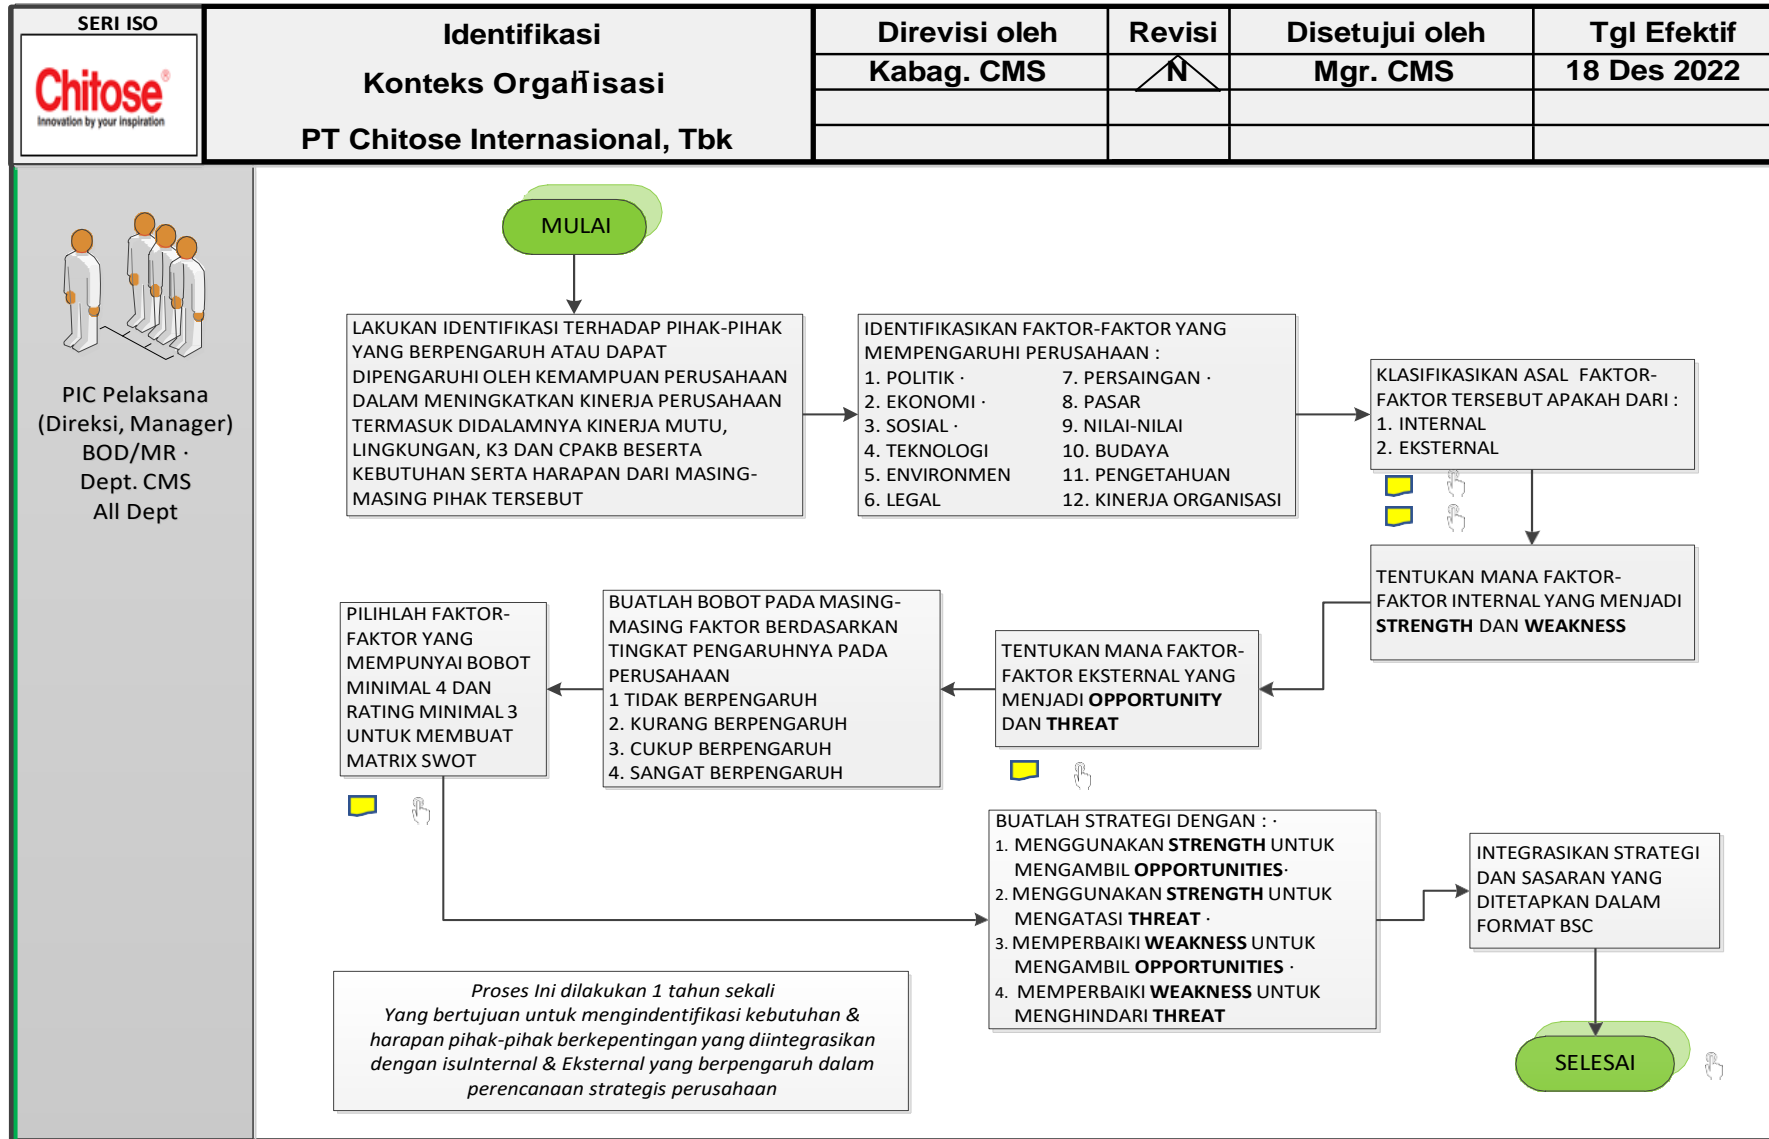 SERI ISO
Chitose®
Innovation by your inspiration
Identifikasi
Konteks Organisasi
PT Chitose Internasional, Tbk
Direvisi oleh
Revisi
Disetujui oleh
Tgl Efektif
Kabag. CMS
N
Mgr. CMS
18 Des 2022
PIC Pelaksana
(Direksi, Manager)
BOD/MR ·
Dept. CMS
All Dept
MULAI
LAKUKAN IDENTIFIKASI TERHADAP PIHAK-PIHAK
YANG BERPENGARUH ATAU DAPAT
DIPENGARUHI OLEH KEMAMPUAN PERUSAHAAN
DALAM MENINGKATKAN KINERJA PERUSAHAAN
TERMASUK DIDALAMNYA KINERJA MUTU,
LINGKUNGAN, K3 DAN CPAKB BESERTA
KEBUTUHAN SERTA HARAPAN DARI MASING-
MASING PIHAK TERSEBUT
IDENTIFIKASIKAN FAKTOR-FAKTOR YANG
MEMPENGARUHI PERUSAHAAN :
1. POLITIK ·
2. EKONOMI ·
3. SOSIAL ·
4. TEKNOLOGI
5. ENVIRONMEN
6. LEGAL
7. PERSAINGAN ·
8. PASAR
9. NILAI-NILAI
10. BUDAYA
11. PENGETAHUAN
12. KINERJA ORGANISASI
KLASIFIKASIKAN ASAL FAKTOR-
FAKTOR TERSEBUT APAKAH DARI :
1. INTERNAL
2. EKSTERNAL
TENTUKAN MANA FAKTOR-
FAKTOR INTERNAL YANG MENJADI
STRENGTH DAN WEAKNESS
TENTUKAN MANA FAKTOR-
FAKTOR EKSTERNAL YANG
MENJADI OPPORTUNITY
DAN THREAT
BUATLAH BOBOT PADA MASING-
MASING FAKTOR BERDASARKAN
TINGKAT PENGARUHNYA PADA
PERUSAHAAN
1 TIDAK BERPENGARUH
2. KURANG BERPENGARUH
3. CUKUP BERPENGARUH
4. SANGAT BERPENGARUH
PILIHLAH FAKTOR-
FAKTOR YANG
MEMPUNYAI BOBOT
MINIMAL 4 DAN
RATING MINIMAL 3
UNTUK MEMBUAT
MATRIX SWOT
BUATLAH STRATEGI DENGAN : ·
1. MENGGUNAKAN STRENGTH UNTUK
MENGAMBIL OPPORTUNITIES·
2. MENGGUNAKAN STRENGTH UNTUK
MENGATASI THREAT ·
3. MEMPERBAIKI WEAKNESS UNTUK
MENGAMBIL OPPORTUNITIES ·
4. MEMPERBAIKI WEAKNESS UNTUK
MENGHINDARI THREAT
INTEGRASIKAN STRATEGI
DAN SASARAN YANG
DITETAPKAN DALAM
FORMAT BSC
SELESAI
Proses Ini dilakukan 1 tahun sekali
Yang bertujuan untuk mengindentifikasi kebutuhan &
harapan pihak-pihak berkepentingan yang diintegrasikan
dengan isuInternal & Eksternal yang berpengaruh dalam
perencanaan strategis perusahaan